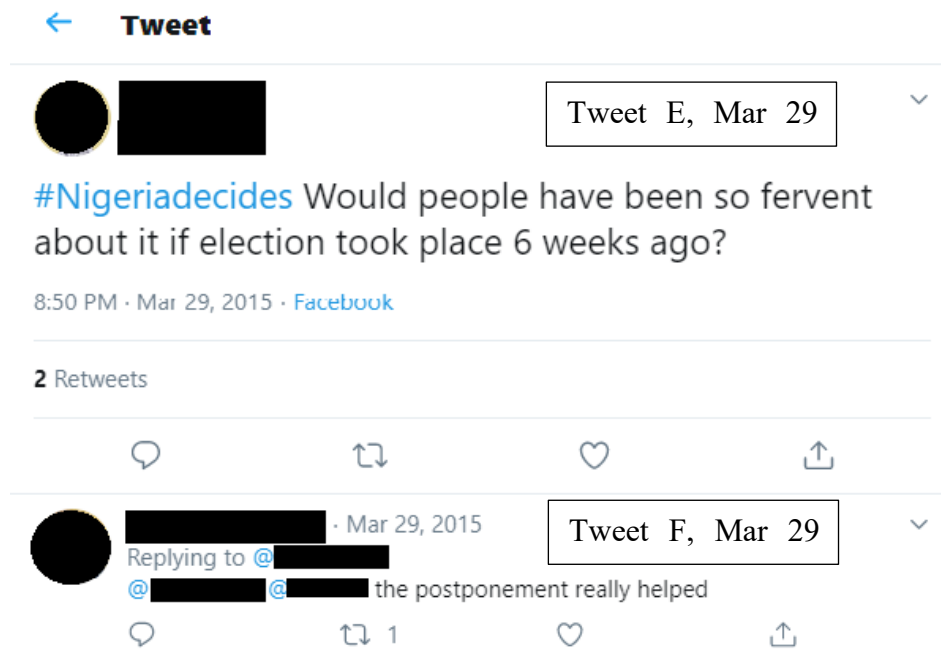 Tweet
Tweet E, Mar 29
#Nigeriadecides Would people have been so fervent
about it if election took place 6 weeks ago?
8:50 PM · Mar 29, 2015 · Facebook
2 Retweets
· Mar 29, 2015
Tweet F, Mar 29
Replying to @
@ @ the postponement really helped
1